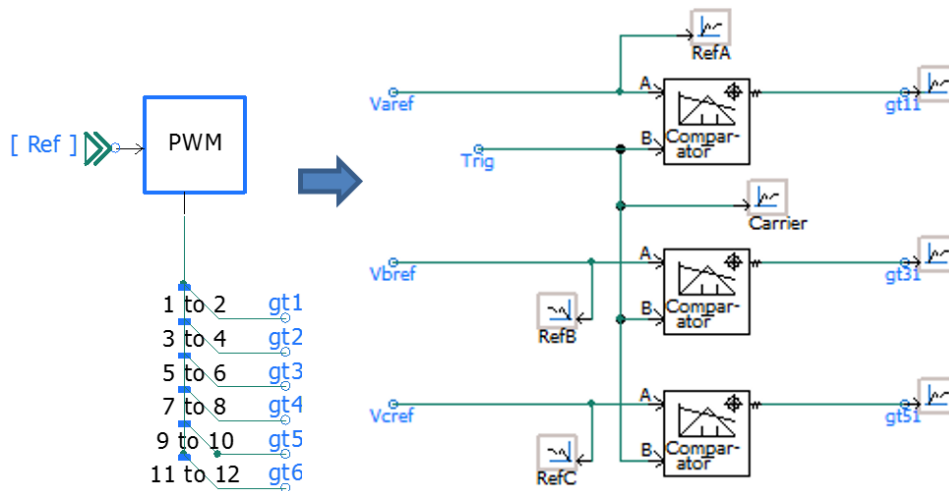 [ Ref ]
PWM
1 to 2
gt1
3 to 4
gt2
5 to 6
gt3
7 to 8
gt4
9 to 10
gt5
11 to 12
gt6
RefA
Varef
A
B
Compar-
ator
gt11
Trig
Carrier
Vbref
A
B
Compar-
ator
gt31
RefB
Vcref
A
B
Compar-
ator
gt51
RefC